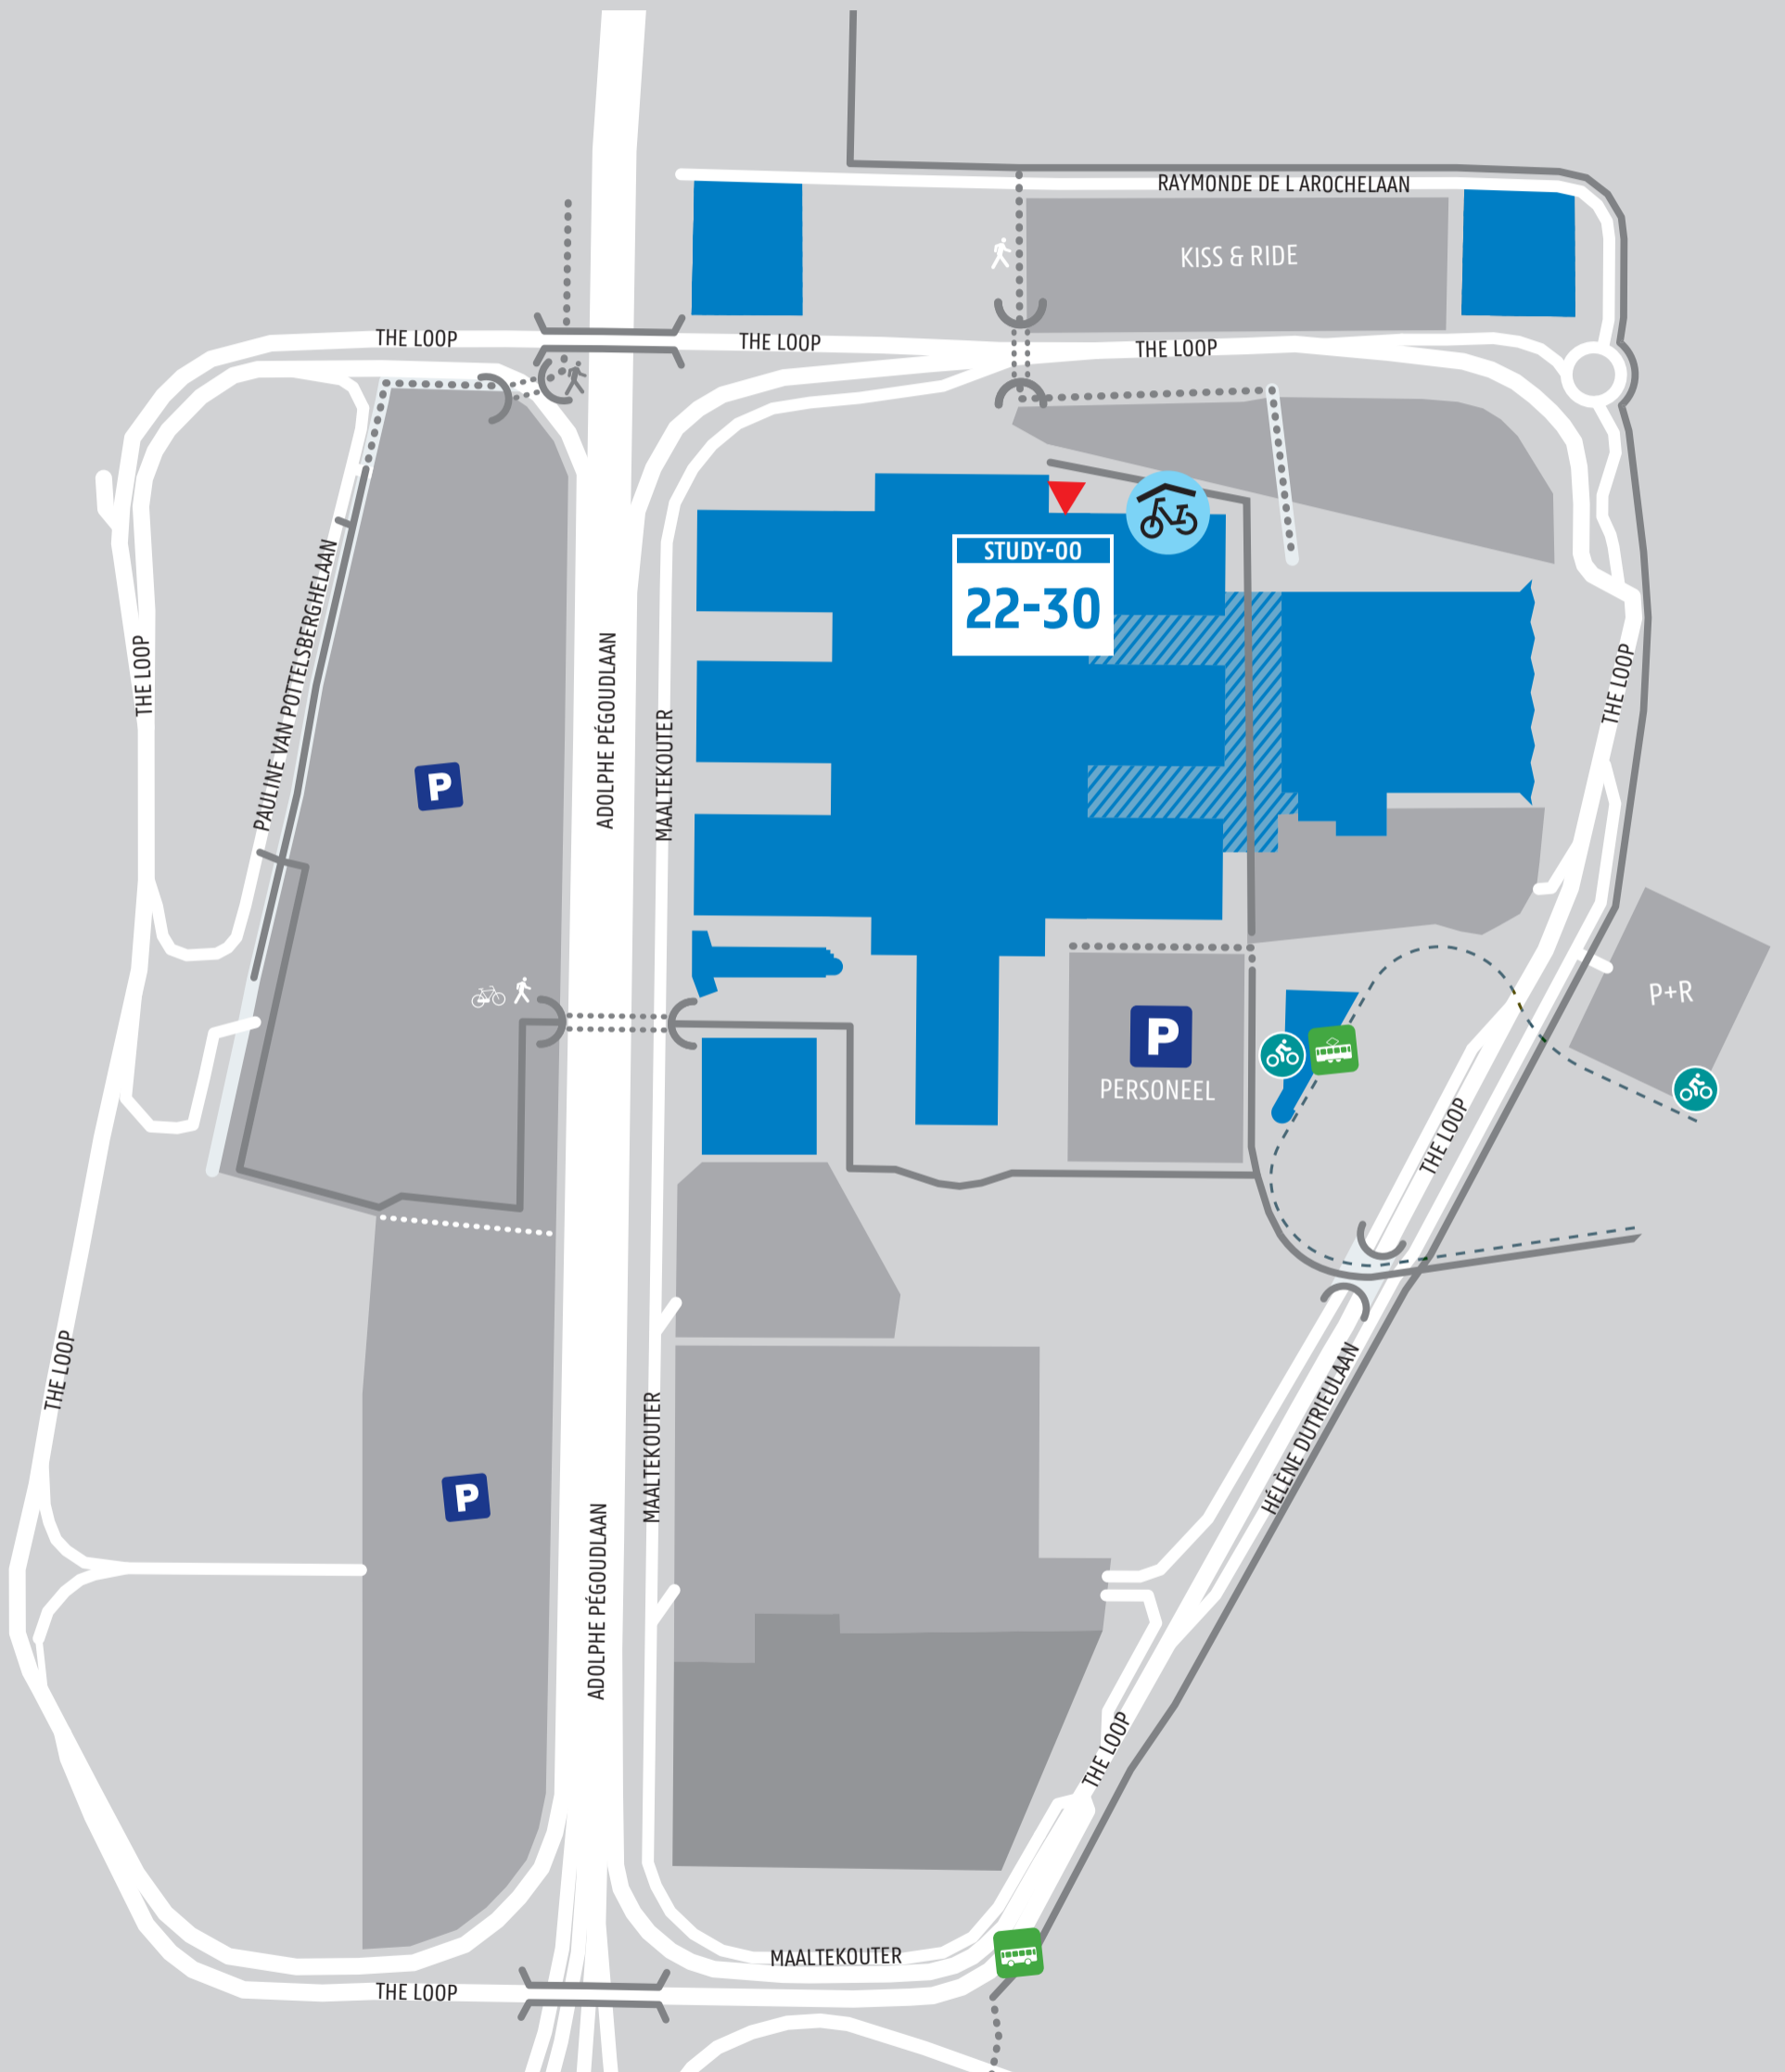 RAYMONDE DE L AROCHELAAN
KISS & RIDE
THE LOOP
THE LOOP
THE LOOP
STUDY-00
22-30
PAULINE VAN POTTELSBERGHELAAN
THE LOOP
ADOLPHE PÉGOUDLAAN
MAALTEKOUTER
THE LOOP
P
P+R
P
PERSONEEL
THE LOOP
THE LOOP
HÉLÈNE DUTRIEULAAN
MAALTEKOUTER
P
ADOLPHE PÉGOUDLAAN
THE LOOP
MAALTEKOUTER
THE LOOP